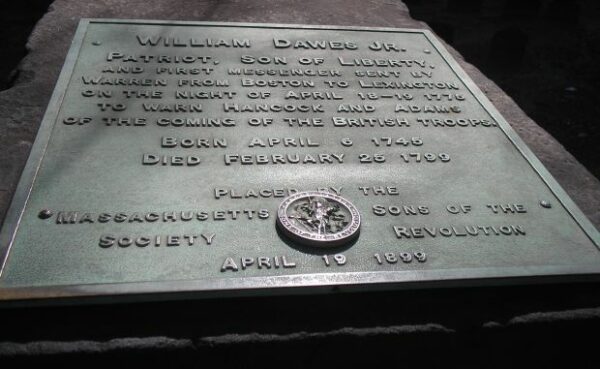 WILLIAM DAWES JR.
PATRIOT, SON OF LIBERTY,
AND FIRST MESSENGER SENT BY
WARREN FROM BOSTON TO LEXINGTON
ON THE NIGHT OF APRIL 18–19 1775
TO WARN HANCOCK AND ADAMS
OF THE COMING OF THE BRITISH TROOPS.
BORN APRIL 6 1745
DIED FEBRUARY 25 1799
PLACED BY THE
MASSACHUSETTS SONS OF THE
SOCIETY REVOLUTION
APRIL 19 1899